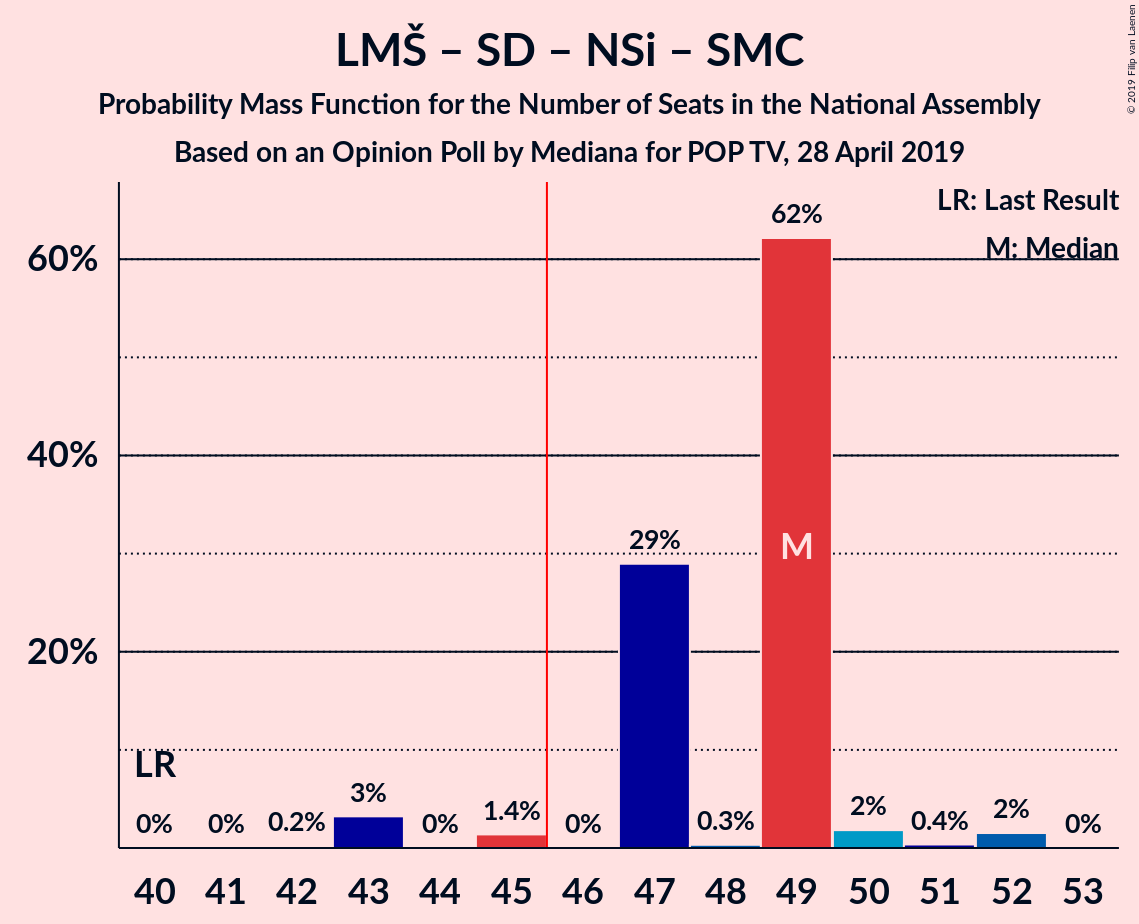 LMŠ – SD – NSi – SMC
Probability Mass Function for the Number of Seats in the National Assembly
Based on an Opinion Poll by Mediana for POP TV, 28 April 2019
© 2019 Filip van Laenen
LR: Last Result
M: Median
60%
40%
20%
LR
0%
0%
0.2%
3%
0%
1.4%
0%
29%
0.3%
62%
M
2%
0.4%
2%
0%
40 41 42 43 44 45 46 47 48 49 50 51 52 53